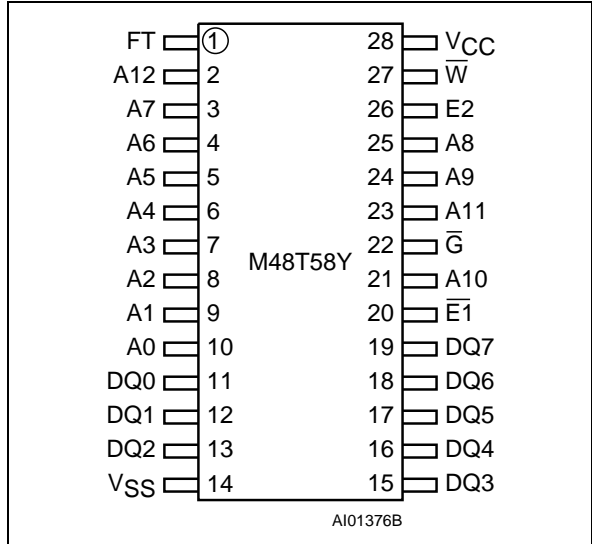 FT 1 28 VCC
A12 2 27 W̅
A7 3 26 E2
A6 4 25 A8
A5 5 24 A9
A4 6 23 A11
A3 7 22 G̅
M48T58Y
A2 8 21 A10
A1 9 20 E̅1̅
A0 10 19 DQ7
DQ0 11 18 DQ6
DQ1 12 17 DQ5
DQ2 13 16 DQ4
VSS 14 15 DQ3
AI01376B